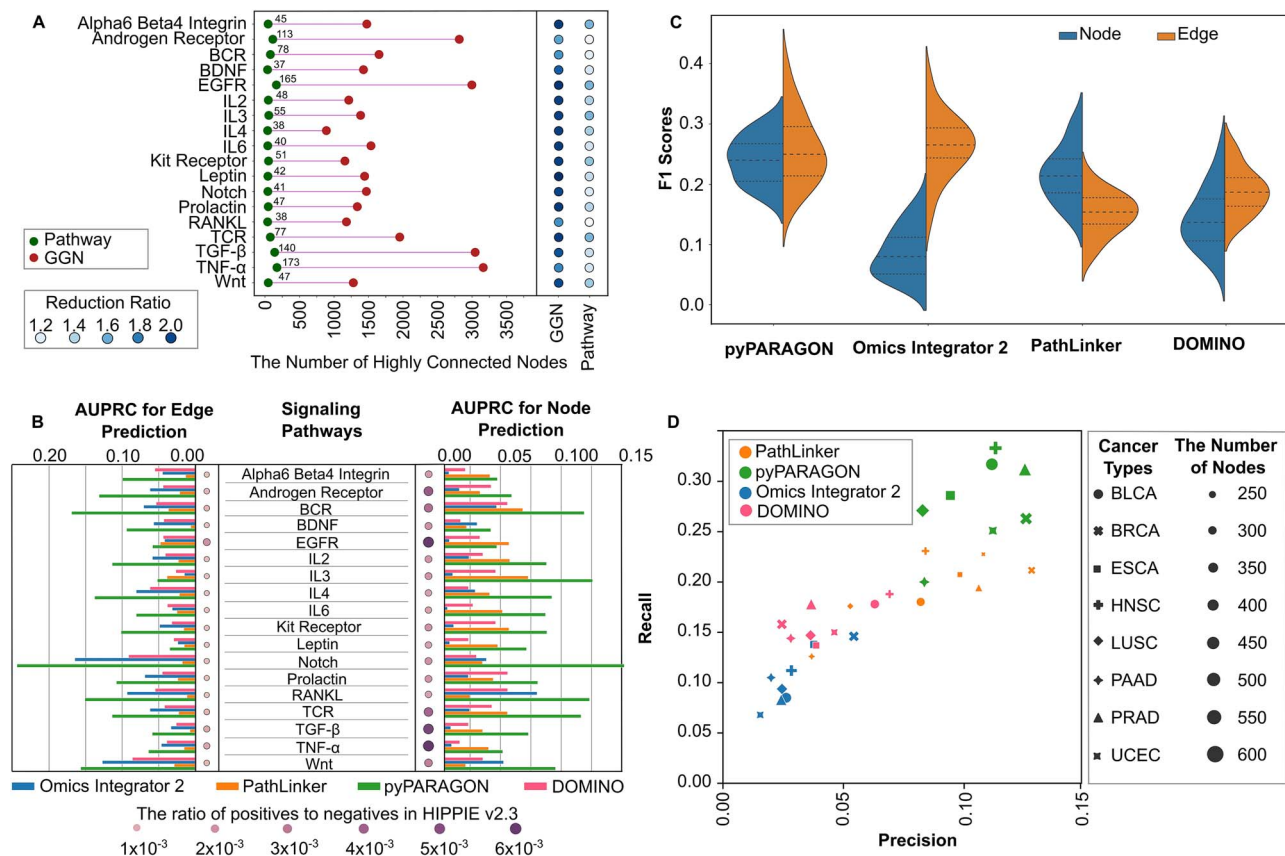 A
Alpha6 Beta4 Integrin 45
Androgen Receptor 113
BCR 78
BDNF 37
EGFR 165
IL2 48
IL3 55
IL4 38
IL6 40
Kit Receptor 51
Leptin 42
Notch 41
Prolactin 47
RANKL 38
TCR 77
TGF-β 140
TNF-α 173
Wnt 47
Pathway
GGN
Reduction Ratio
1.2 1.4 1.6 1.8 2.0
0 500 1000 1500 2000 2500 3000 3500 GGN Pathway
The Number of Highly Connected Nodes
C
Node Edge
F1 Scores
0.4
0.3
0.2
0.1
0.0
pyPARAGON Omics Integrator 2 PathLinker DOMINO
B
AUPRC for Edge Prediction
Signaling Pathways
AUPRC for Node Prediction
0.20 0.10 0.00
0.00 0.05 0.100 0.15
Alpha6 Beta4 Integrin
Androgen Receptor
BCR
BDNF
EGFR
IL2
IL3
IL4
IL6
Kit Receptor
Leptin
Notch
Prolactin
RANKL
TCR
TGF-β
TNF-α
Wnt
Omics Integrator 2 PathLinker pyPARAGON DOMINO
The ratio of positives to negatives in HIPPIE v2.3
1x10⁻³ 2x10⁻³ 3x10⁻³ 4x10⁻³ 5x10⁻³ 6x10⁻³
D
PathLinker
pyPARAGON
Omics Integrator 2
DOMINO
Recall
0.30
0.25
0.20
0.15
0.10
0.05
0.00
0.00 0.05 0.10 0.15
Precision
Cancer Types
BLCA
BRCA
ESCA
HNSC
LUSC
PAAD
PRAD
UCEC
The Number of Nodes
250
300
350
400
450
500
550
600